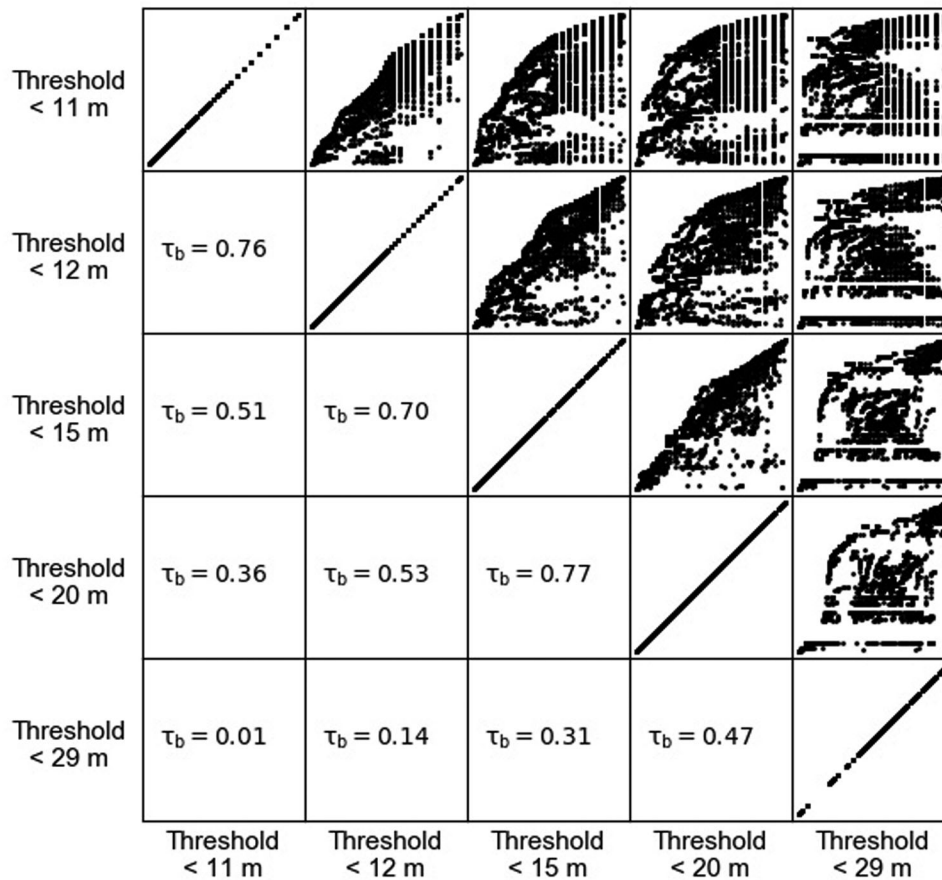 Threshold
< 11 m
Threshold
< 12 m
τb = 0.76
Threshold
< 15 m
τb = 0.51
τb = 0.70
Threshold
< 20 m
τb = 0.36
τb = 0.53
τb = 0.77
Threshold
< 29 m
τb = 0.01
τb = 0.14
τb = 0.31
τb = 0.47
Threshold
< 11 m
Threshold
< 12 m
Threshold
< 15 m
Threshold
< 20 m
Threshold
< 29 m